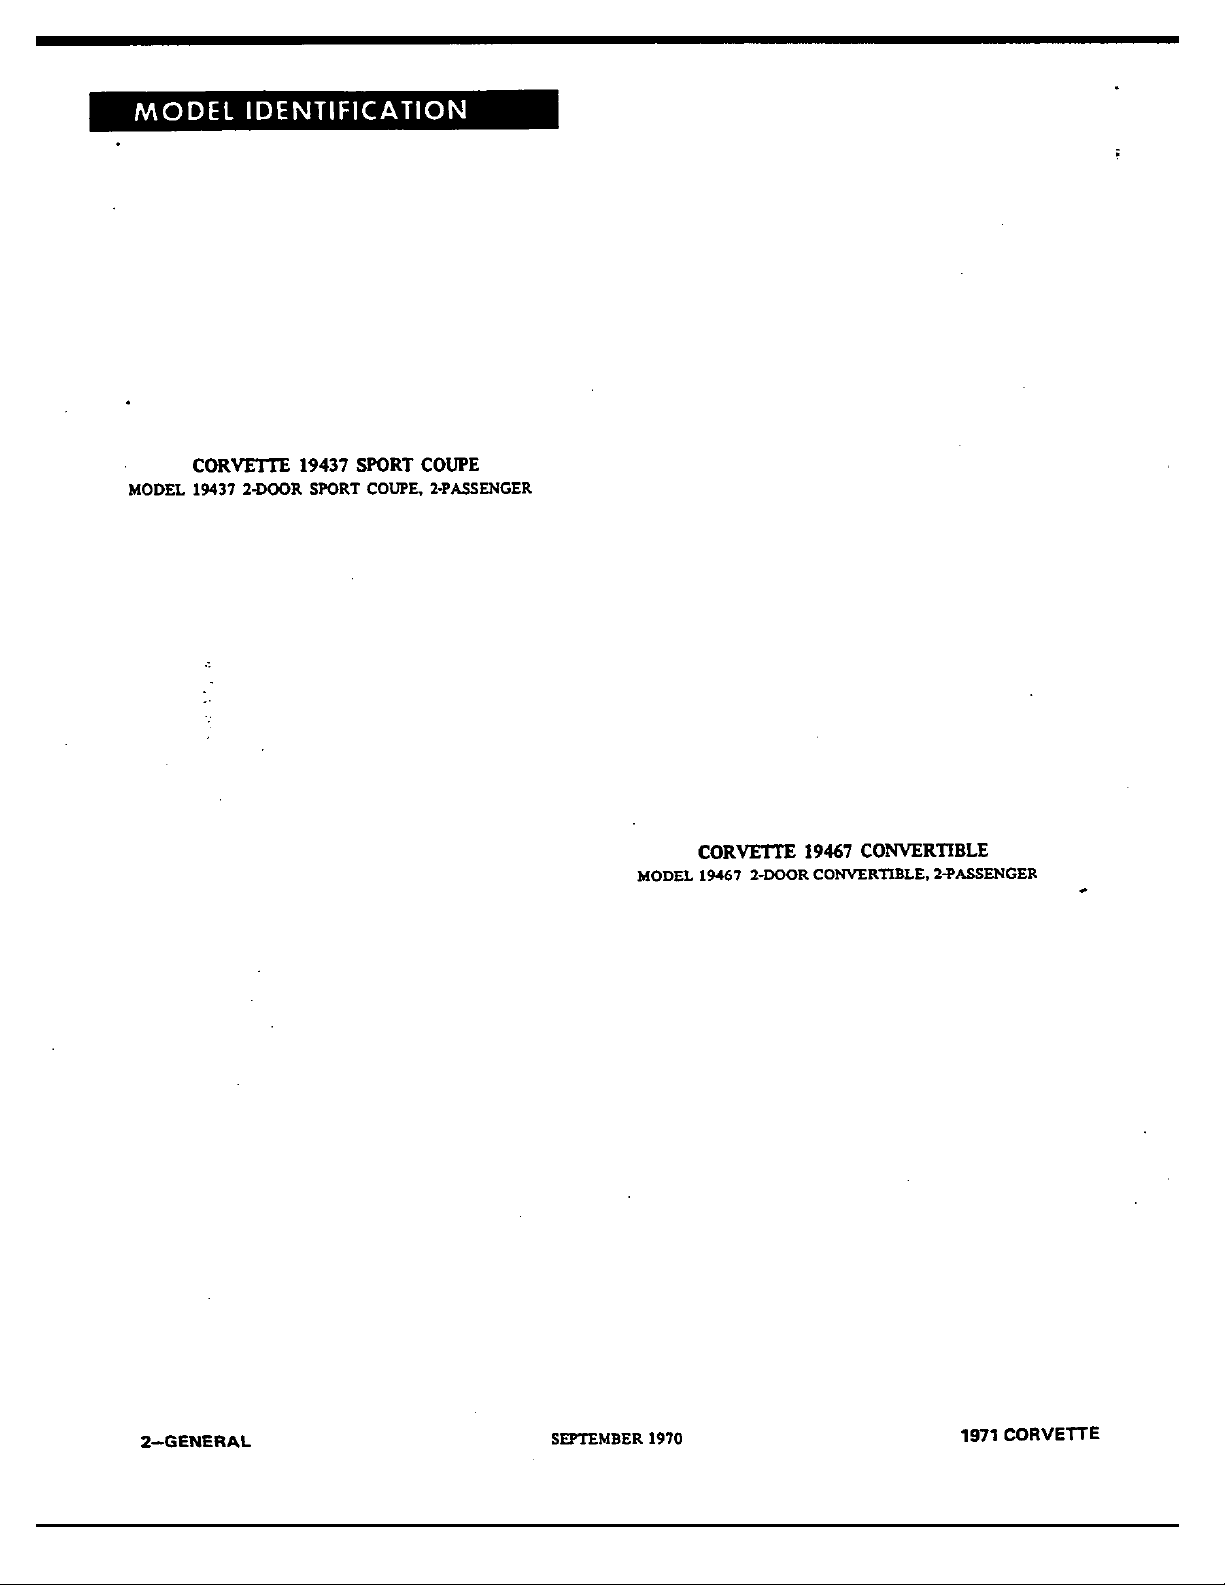 MODEL IDENTIFICATION
CORVETTE 19437 SPORT COUPE
MODEL 19437 2-DOOR SPORT COUPE, 2-PASSENGER
CORVETTE 19467 CONVERTIBLE
MODEL 19467 2-DOOR CONVERTIBLE, 2-PASSENGER
2—GENERAL
SEPTEMBER 1970
1971 CORVETTE